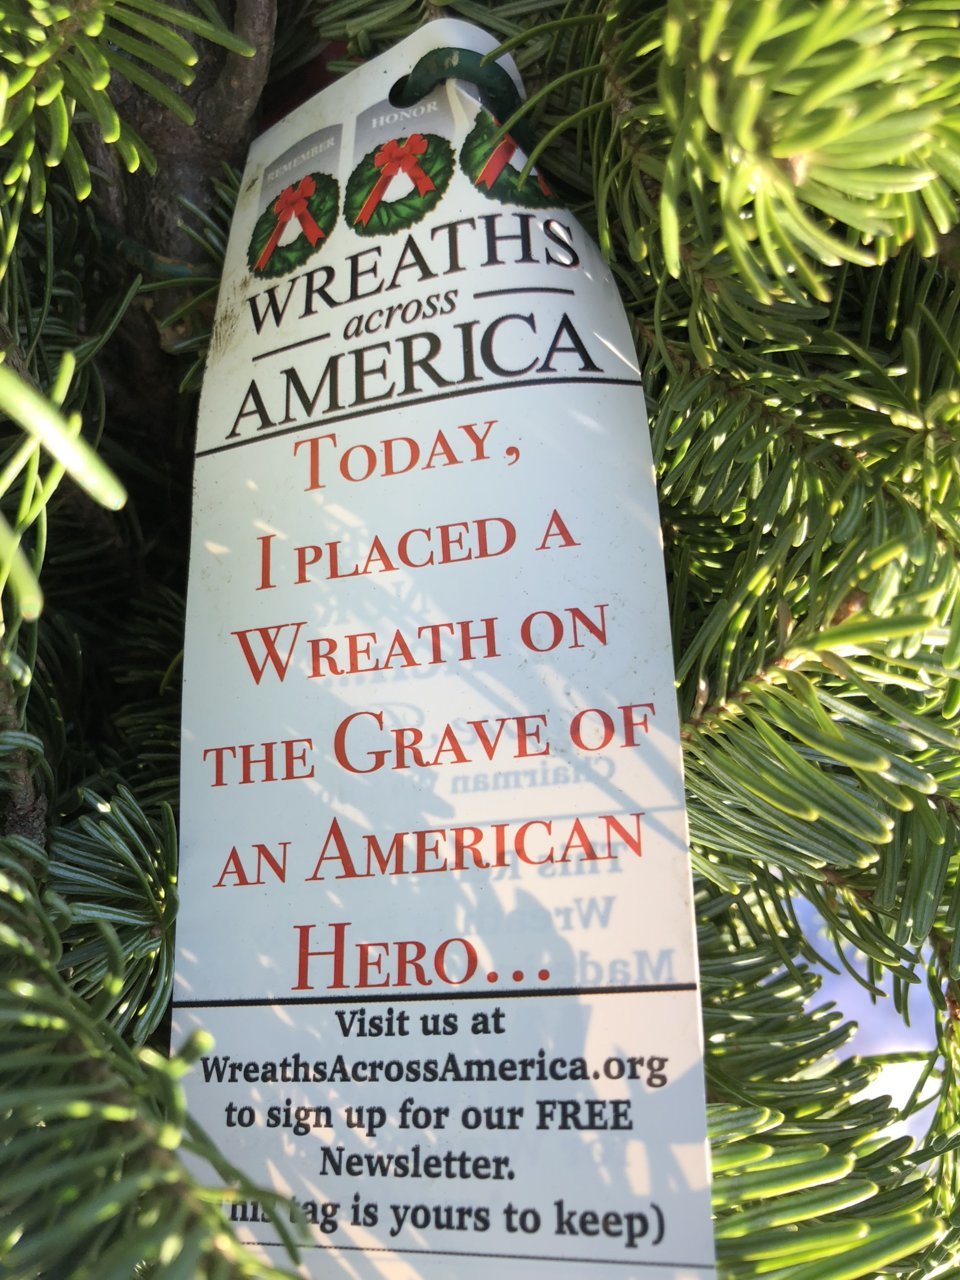 REMEMBER
HONOR
WREATHS
across
AMERICA
TODAY,
I PLACED A
WREATH ON
THE GRAVE OF
AN AMERICAN
HERO...
Visit us at
WreathsAcrossAmerica.org
to sign up for our FREE
Newsletter.
tag is yours to keep)